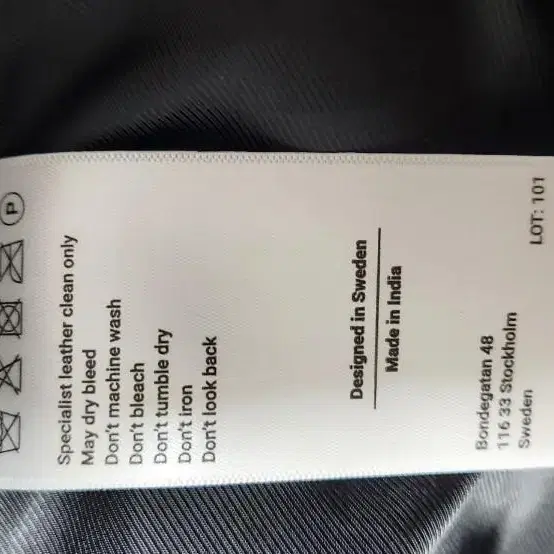 P
Specialist leather clean only
May dry bleed
Don't machine wash
Don't bleach
Don't tumble dry
Don't iron
Don't look back
Designed in Sweden
Made in India
Bondegatan 48
116 33 Stockholm
Sweden
LOT: 101